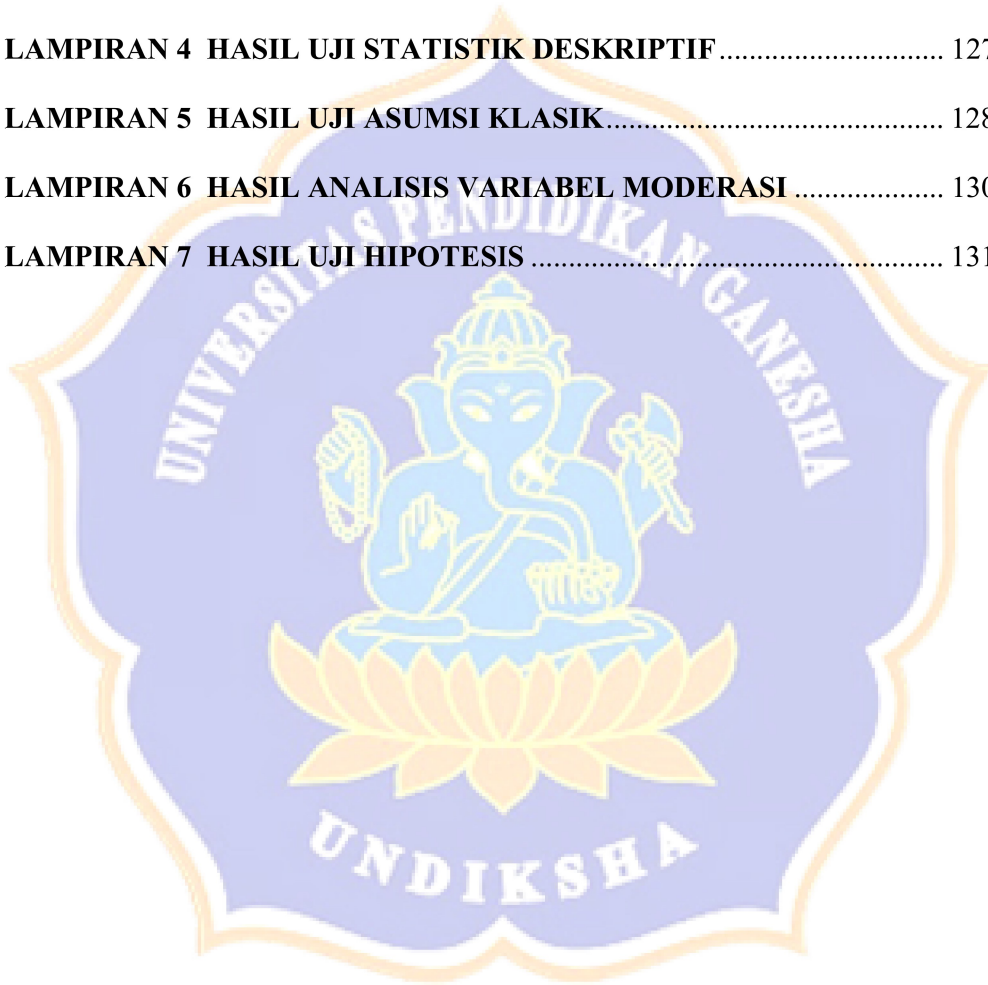 LAMPIRAN 4 HASIL UJI STATISTIK DESKRIPTIF............................ 127
LAMPIRAN 5 HASIL UJI ASUMSI KLASIK.......................................... 128
LAMPIRAN 6 HASIL ANALISIS VARIABEL MODERASI................... 130
LAMPIRAN 7 HASIL UJI HIPOTESIS................................................... 131
UNIVERSITAS PENDIDIKAN GANESHA
UNDIKSHA